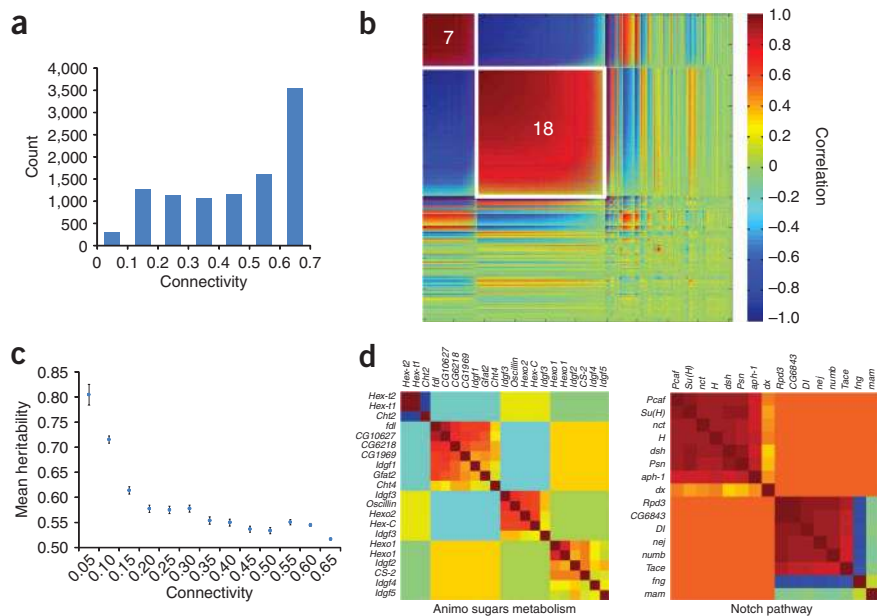 a
4,000
3,500
3,000
2,500
2,000
1,500
1,000
500
0
Count
0 0.1 0.2 0.3 0.4 0.5 0.6 0.7
Connectivity
b
7
18
1.0
0.8
0.6
0.4
0.2
0
−0.2
−0.4
−0.6
−0.8
−1.0
Correlation
c
0.85
0.80
0.75
0.70
0.65
0.60
0.55
0.50
Mean heritability
0.05 0.10 0.15 0.20 0.25 0.30 0.35 0.40 0.45 0.50 0.55 0.60 0.65
Connectivity
d
Hex-t2 Hex-t1 Cht2 fdl CG10627 CG6218 CG1969 Idgf1 Gfat2 Cht4 Idgf3 Oscillin Hexo2 Hex-C Idgf3 Hexo1 Hexo1 Idgf2 CS-2 Idgf4 Idgf5
Hex-t2
Hex-t1
Cht2
fdl
CG10627
CG6218
CG1969
Idgf1
Gfat2
Cht4
Idgf3
Oscillin
Hexo2
Hex-C
Idgf3
Hexo1
Hexo1
Idgf2
CS-2
Idgf4
Idgf5
Animo sugars metabolism
Pcaf Su(H) nct H dsh Psn aph-1 dx Rpd3 CG6843 Dl nej numb Tace fng mam
Pcaf
Su(H)
nct
H
dsh
Psn
aph-1
dx
Rpd3
CG6843
Dl
nej
numb
Tace
fng
mam
Notch pathway